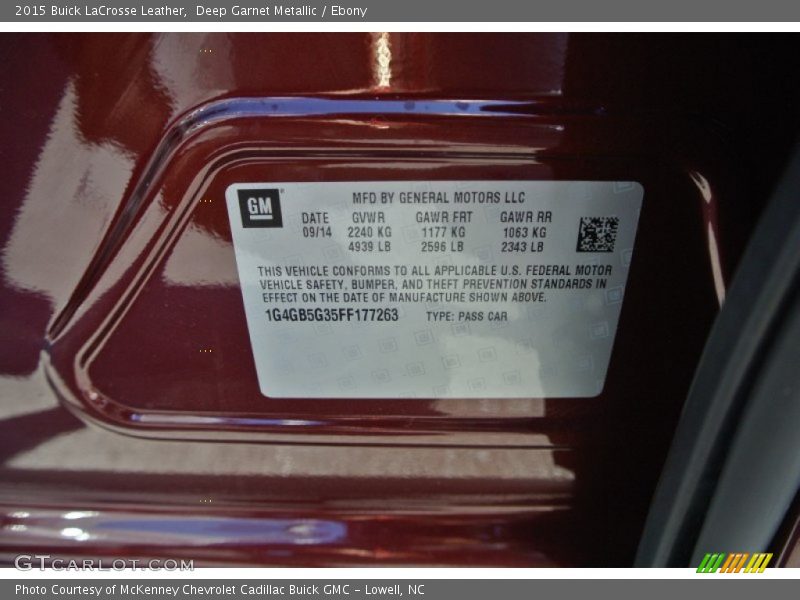 2015 Buick LaCrosse Leather,  Deep Garnet Metallic / Ebony
GM
MFD BY GENERAL MOTORS LLC
DATE GVWR GAWR FRT GAWR RR
09/14 2240 KG 1177 KG 1063 KG
4939 LB 2596 LB 2343 LB
THIS VEHICLE CONFORMS TO ALL APPLICABLE U.S. FEDERAL MOTOR
VEHICLE SAFETY, BUMPER, AND THEFT PREVENTION STANDARDS IN
EFFECT ON THE DATE OF MANUFACTURE SHOWN ABOVE.
1G4GB5G35FF177263 TYPE: PASS CAR
GTCARLOT.COM
Photo Courtesy of McKenney Chevrolet Cadillac Buick GMC - Lowell, NC